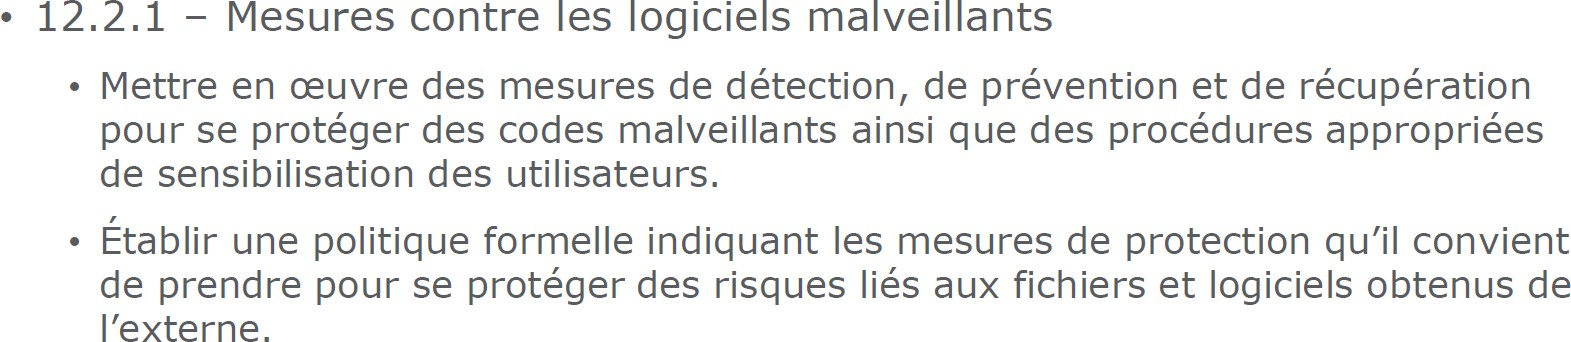 • 12.2.1 – Mesures contre les logiciels malveillants
• Mettre en œuvre des mesures de détection, de prévention et de récupération
pour se protéger des codes malveillants ainsi que des procédures appropriées
de sensibilisation des utilisateurs.
• Établir une politique formelle indiquant les mesures de protection qu’il convient
de prendre pour se protéger des risques liés aux fichiers et logiciels obtenus de
l’externe.